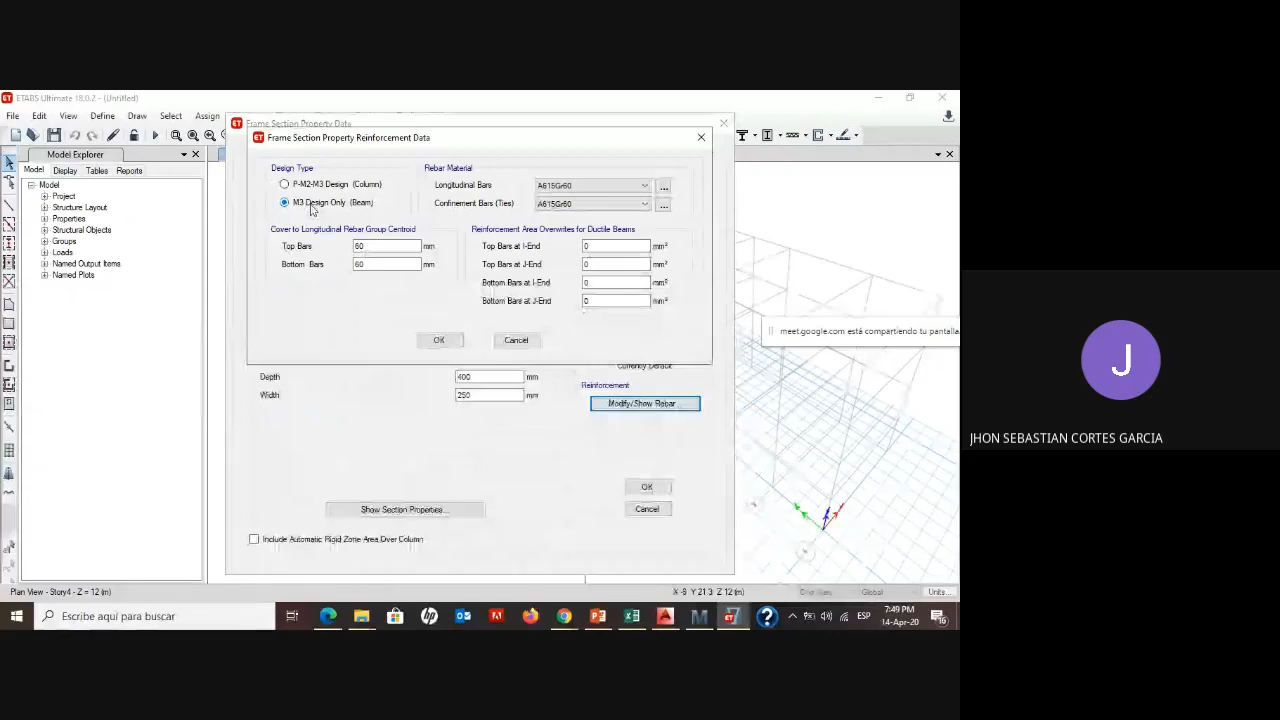 ETABS Ultimate 18.0.2 - (Untitled)
File Edit View Define Draw Select Assign
Frame Section Property Data
Frame Section Property Reinforcement Data
Model Explorer
Model Display Tables Reports
Model
Project
Structure Layout
Properties
Structural Objects
Groups
Loads
Named Output Items
Named Plots
Design Type
P-M2-M3 Design (Column)
M3 Design Only (Beam)
Rebar Material
Longitudinal Bars A615Gr60 ...
Confinement Bars (Ties) A615Gr60 ...
Cover to Longitudinal Rebar Group Centroid
Top Bars 60 mm
Bottom Bars 60 mm
Reinforcement Area Overwrites for Ductile Beams
Top Bars at I-End 0 mm²
Top Bars at J-End 0 mm²
Bottom Bars at I-End 0 mm²
Bottom Bars at J-End 0 mm²
OK Cancel
Currently Default
Depth 400 mm
Width 250 mm
Reinforcement
Modify/Show Rebar...
OK
Cancel
Show Section Properties...
Include Automatic Rigid Zone Area Over Column
meet.google.com está compartiendo tu pantalla.
J
JHON SEBASTIAN CORTES GARCIA
Plan View - Story4 - Z = 12 (m)
Global
Units...
Escribe aquí para buscar
ESP
7:49 PM
14-Apr-20